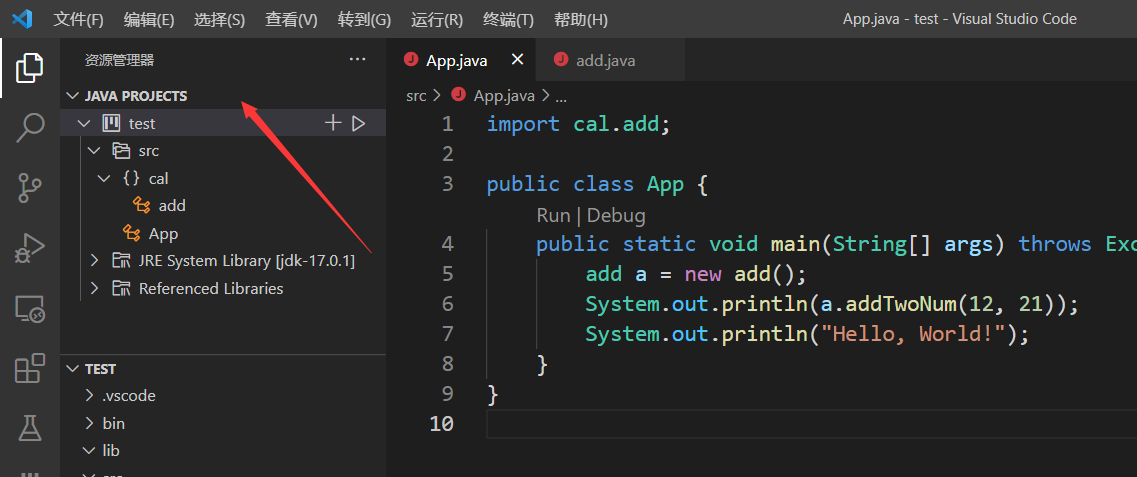 文件(F) 编辑(E) 选择(S) 查看(V) 转到(G) 运行(R) 终端(T) 帮助(H) App.java - test - Visual Studio Code
资源管理器 ...
JAVA PROJECTS
test
src
{} cal
add
App
JRE System Library [jdk-17.0.1]
Referenced Libraries
TEST
.vscode
bin
lib
App.java add.java
src > App.java > ...
1 import cal.add;
2
3 public class App {
Run | Debug
4 public static void main(String[] args) throws Exc
5 add a = new add();
6 System.out.println(a.addTwoNum(12, 21));
7 System.out.println("Hello, World!");
8 }
9 }
10